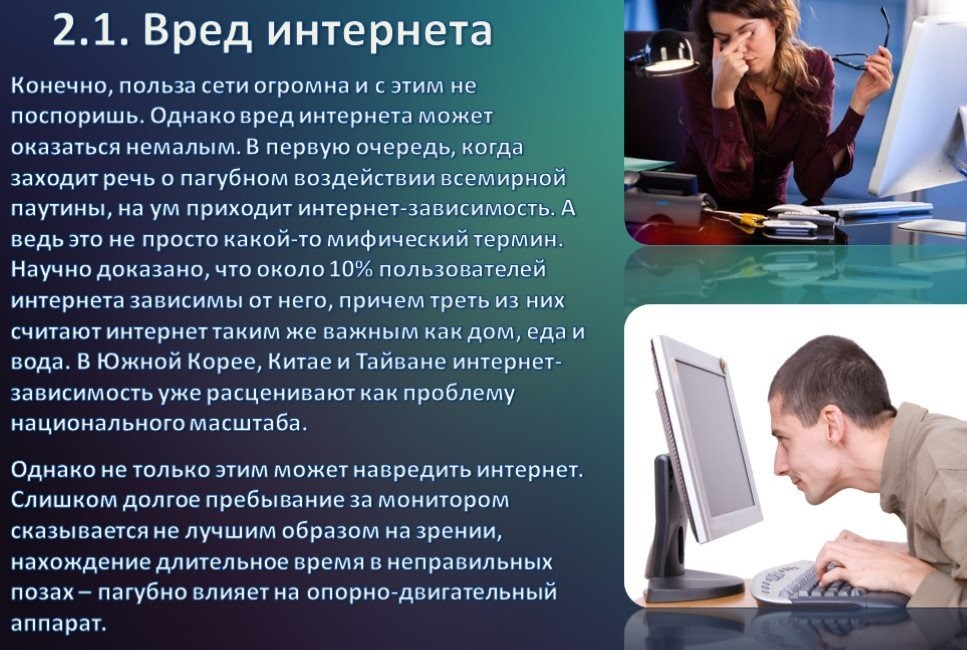 2.1. Вред интернета
Конечно, польза сети огромна и с этим не
поспоришь. Однако вред интернета может
оказаться немалым. В первую очередь, когда
заходит речь о пагубном воздействии всемирной
паутины, на ум приходит интернет-зависимость. А
ведь это не просто какой-то мифический термин.
Научно доказано, что около 10% пользователей
интернета зависимы от него, причем треть из них
считают интернет таким же важным как дом, еда и
вода. В Южной Корее, Китае и Тайване интернет-
зависимость уже расценивают как проблему
национального масштаба.
Однако не только этим может навредить интернет.
Слишком долгое пребывание за монитором
сказывается не лучшим образом на зрении,
нахождение длительное время в неправильных
позах – пагубно влияет на опорно-двигательный
аппарат.